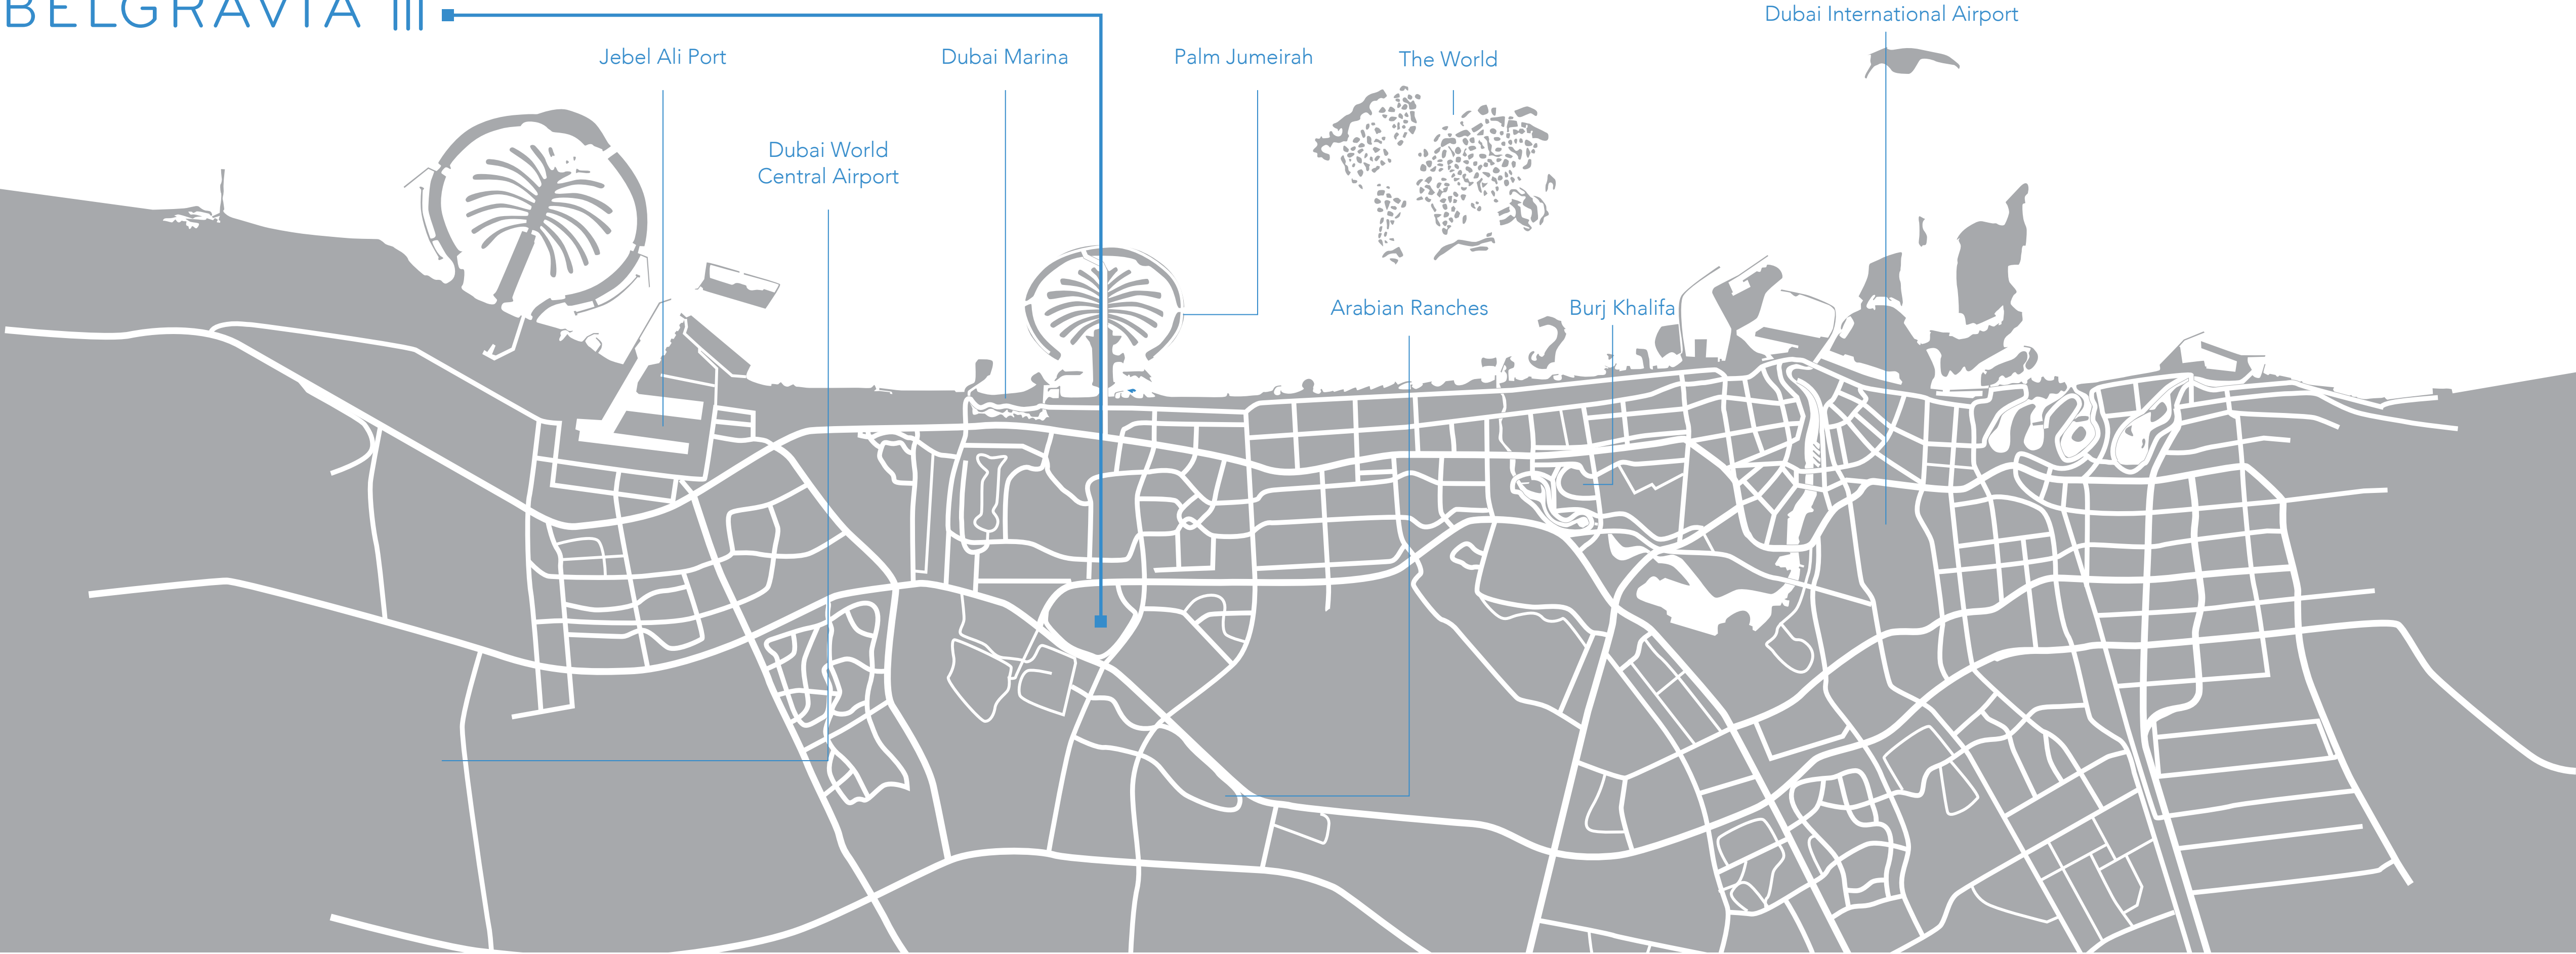 BELGRAVIA III
Dubai International Airport
Jebel Ali Port
Dubai Marina
Palm Jumeirah
The World
Dubai World
Central Airport
Arabian Ranches
Burj Khalifa